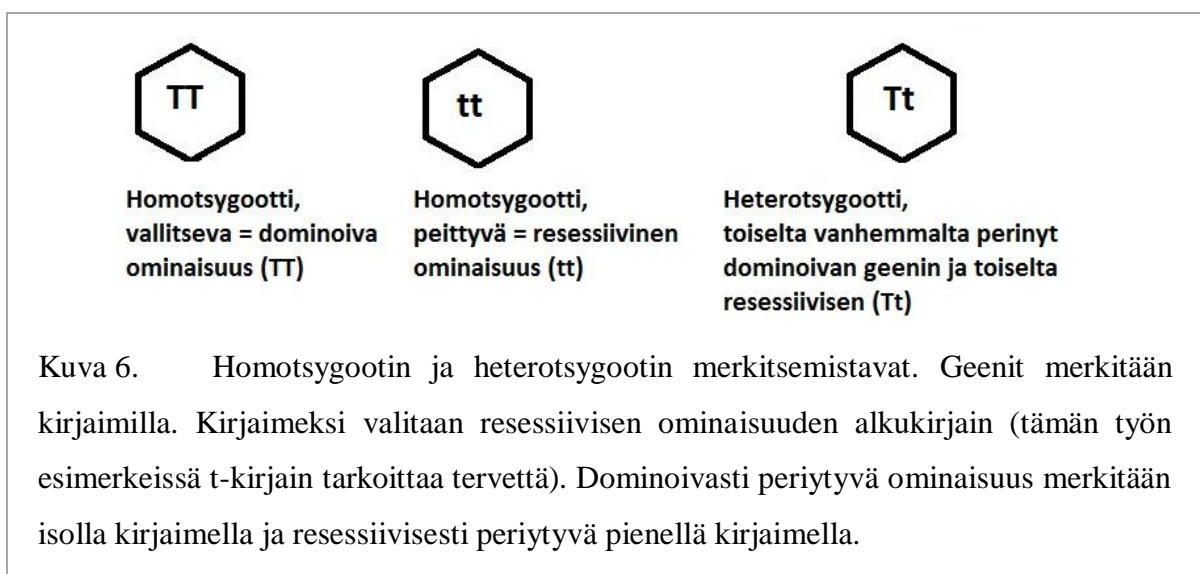 TT
tt
Tt
Homotsygootti,
vallitseva = dominoiva
ominaisuus (TT)
Homotsygootti,
peittyvä = resessiivinen
ominaisuus (tt)
Heterotsygootti,
toiselta vanhemmalta perinyt
dominoivan geenin ja toiselta
resessiivisen (Tt)
Kuva 6. Homotsygootin ja heterotsygootin merkitsemistavat. Geenit merkitään
kirjaimilla. Kirjaimeksi valitaan resessiivisen ominaisuuden alkukirjain (tämän työn
esimerkeissä t-kirjain tarkoittaa tervettä). Dominoivasti periytyvä ominaisuus merkitään
isolla kirjaimella ja resessiivisesti periytyvä pienellä kirjaimella.